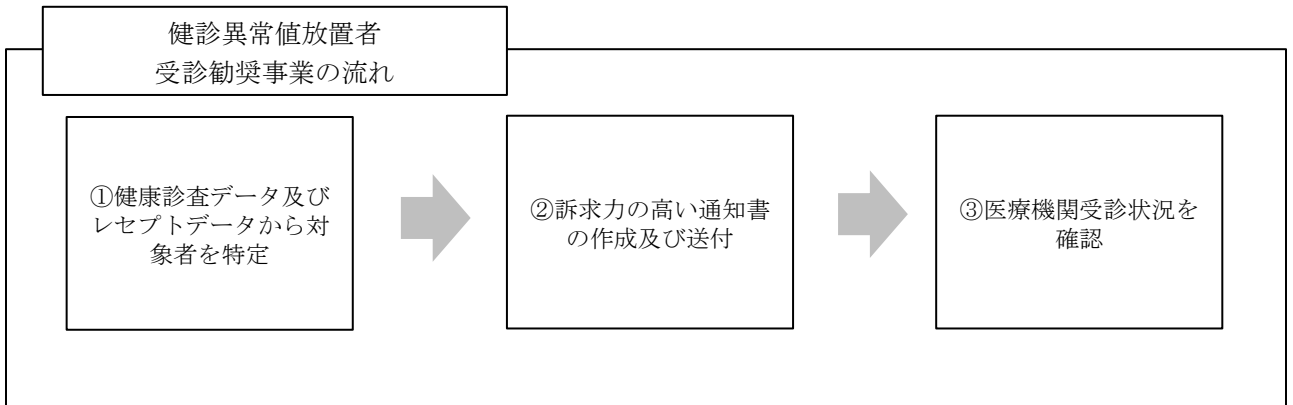 健診異常値放置者
受診勧奨事業の流れ
①健康診査データ及び
レセプトデータから対
象者を特定
②訴求力の高い通知書
の作成及び送付
③医療機関受診状況を
確認